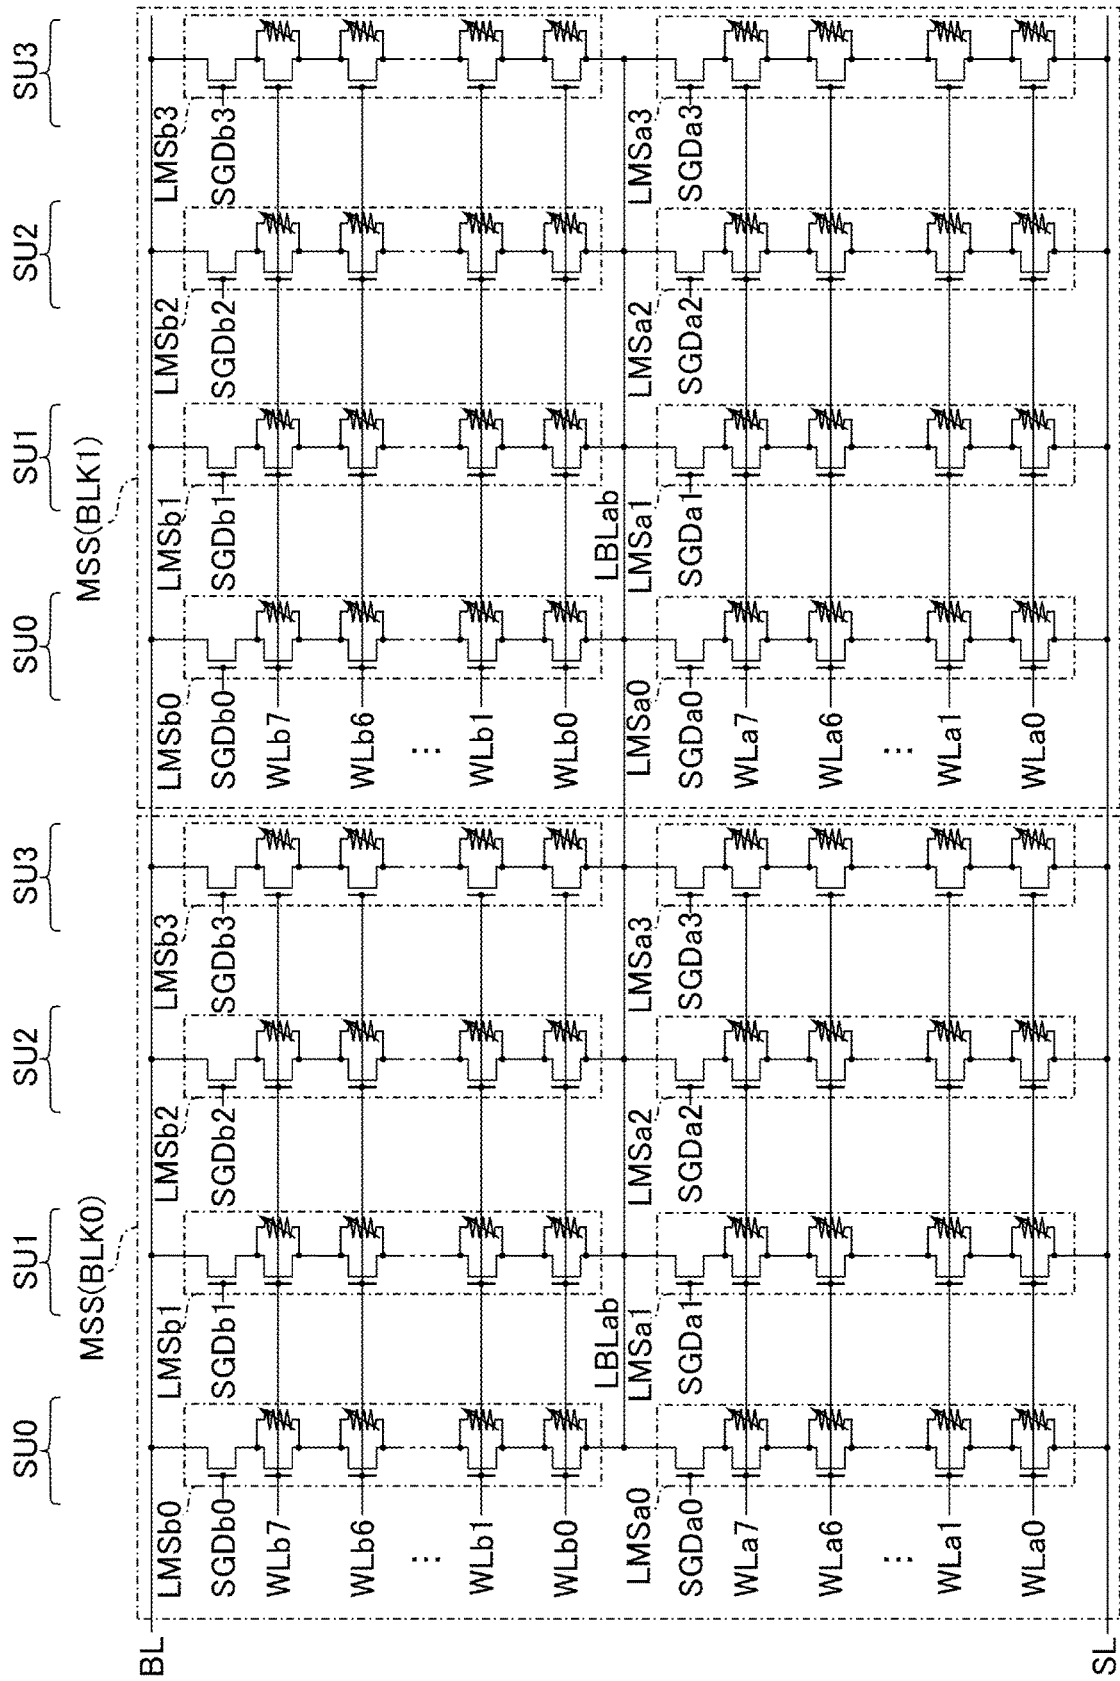 SU0 SU1 SU2 SU3 SU0 SU1 SU2 SU3
MSS(BLK0) MSS(BLK1)
BL
LMSb0 LMSb1 LMSb2 LMSb3 LMSb0 LMSb1 LMSb2 LMSb3
SGDb0 SGDb1 SGDb2 SGDb3 SGDb0 SGDb1 SGDb2 SGDb3
WLb7 WLb7
WLb6 WLb6
⋮ ⋮
WLb1 WLb1
WLb0 WLb0
LBLab LBLab
LMSa0 LMSa1 LMSa2 LMSa3 LMSa0 LMSa1 LMSa2 LMSa3
SGDa0 SGDa1 SGDa2 SGDa3 SGDa0 SGDa1 SGDa2 SGDa3
WLa7 WLa7
WLa6 WLa6
⋮ ⋮
WLa1 WLa1
WLa0 WLa0
SL